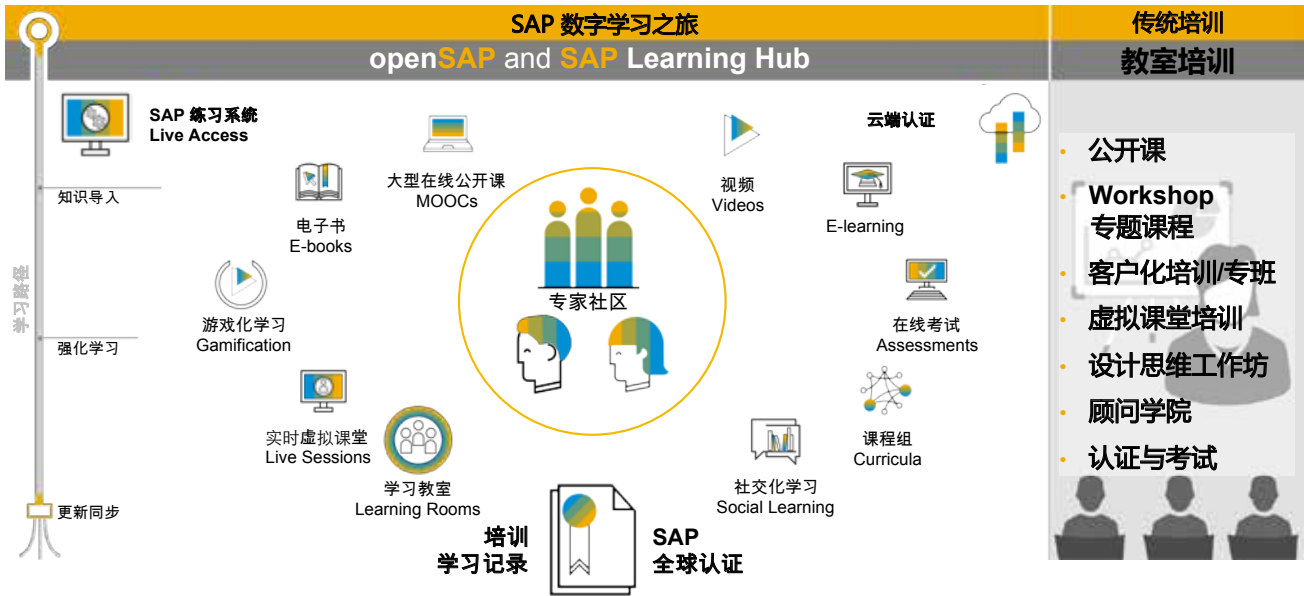 SAP 数字学习之旅
openSAP and SAP Learning Hub
传统培训
教室培训
学习路径
知识导入
强化学习
更新同步
SAP 练习系统
Live Access
电子书
E-books
大型在线公开课
MOOCs
视频
Videos
云端认证
E-learning
游戏化学习
Gamification
专家社区
在线考试
Assessments
实时虚拟课堂
Live Sessions
学习教室
Learning Rooms
社交化学习
Social Learning
课程组
Curricula
培训
学习记录
SAP
全球认证
• 公开课
• Workshop
专题课程
• 客户化培训/专班
• 虚拟课堂培训
• 设计思维工作坊
• 顾问学院
• 认证与考试